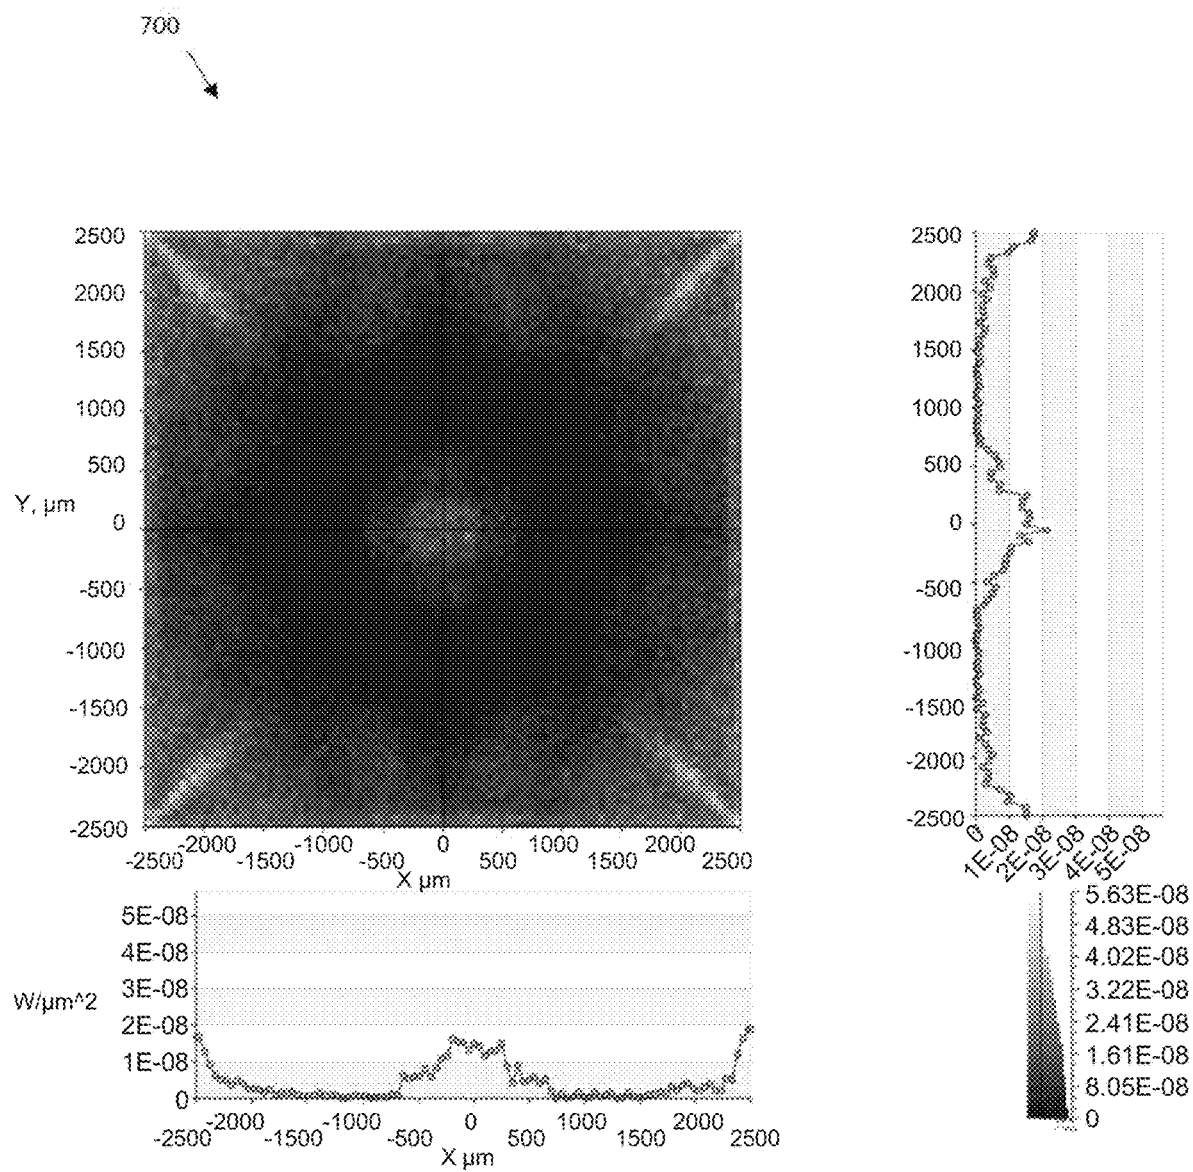 700
2500
2000
1500
1000
500
Y, µm
0
-500
-1000
-1500
-2000
-2500
-2000 -1000 0 1000 2000
-2500 -1500 -500 500 1500 2500
X µm
2500
2000
1500
1000
500
0
-500
-1000
-1500
-2000
-2500
0 1E-08 2E-08 3E-08 4E-08 5E-08
5E-08
4E-08
W/µm^2
3E-08
2E-08
1E-08
0
-2000 -1000 0 1000 2000
-2500 -1500 -500 500 1500 2500
X µm
5.63E-08
4.83E-08
4.02E-08
3.22E-08
2.41E-08
1.61E-08
8.05E-08
0